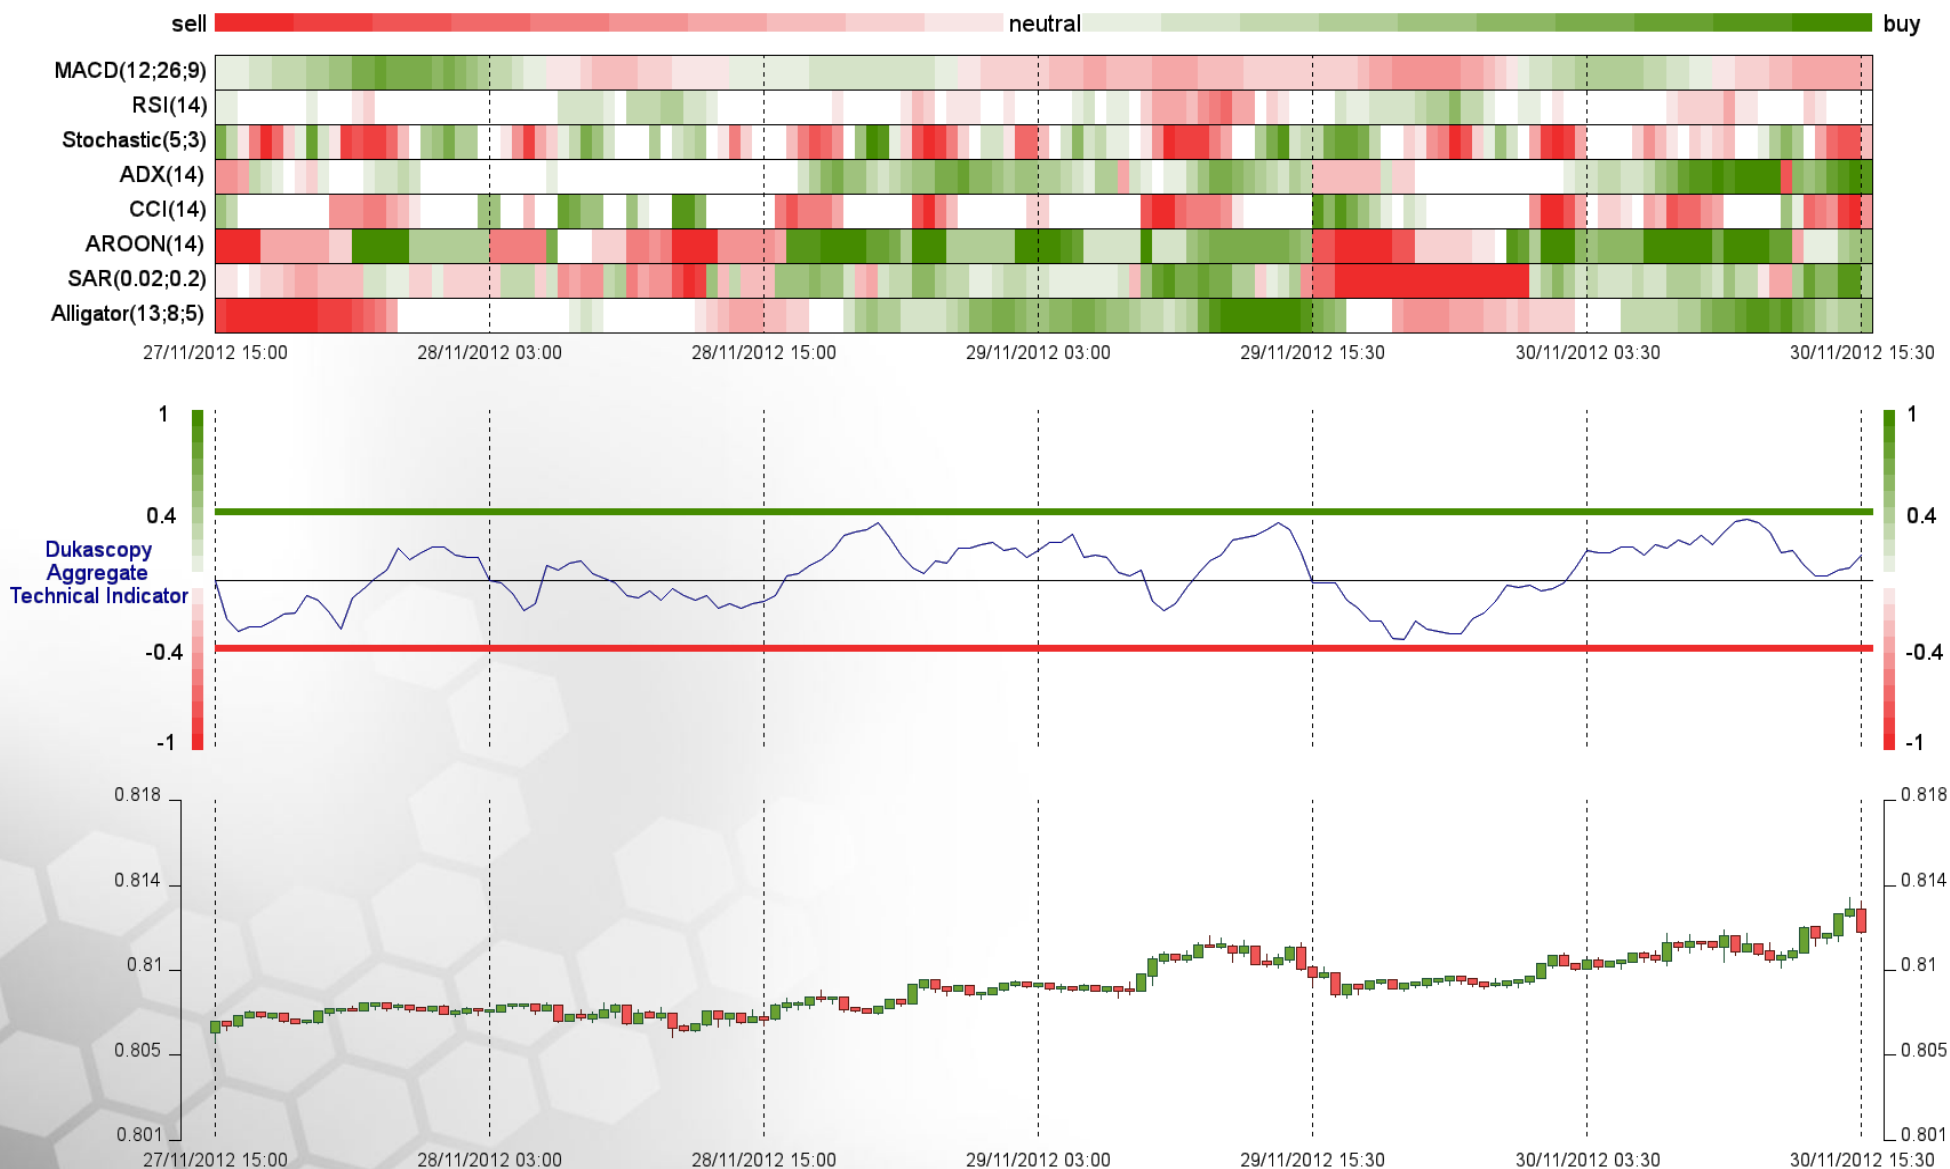 sell neutral buy
MACD(12;26;9)
RSI(14)
Stochastic(5;3)
ADX(14)
CCI(14)
AROON(14)
SAR(0.02;0.2)
Alligator(13;8;5)
27/11/2012 15:00 28/11/2012 03:00 28/11/2012 15:00 29/11/2012 03:00 29/11/2012 15:30 30/11/2012 03:30 30/11/2012 15:30
1 1
0.4 0.4
Dukascopy
Aggregate
Technical Indicator
-0.4 -0.4
-1 -1
0.818 0.818
0.814 0.814
0.81 0.81
0.805 0.805
0.801 0.801
27/11/2012 15:00 28/11/2012 03:00 28/11/2012 15:00 29/11/2012 03:00 29/11/2012 15:30 30/11/2012 03:30 30/11/2012 15:30